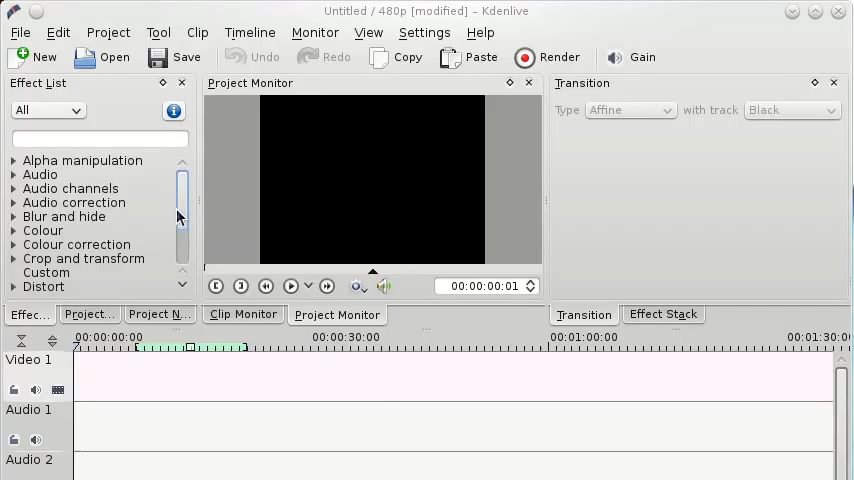 Untitled / 480p [modified] – Kdenlive
File Edit Project Tool Clip Timeline Monitor View Settings Help
New Open Save Undo Redo Copy Paste Render Gain
Effect List
All
Alpha manipulation
Audio
Audio channels
Audio correction
Blur and hide
Colour
Colour correction
Crop and transform
Custom
Distort
Effec... Project... Project N...
Project Monitor
00:00:00:01
Clip Monitor Project Monitor
Transition
Type Affine with track Black
Transition Effect Stack
00:00:00:00 00:00:30:00 00:01:00:00 00:01:30:0
Video 1
Audio 1
Audio 2